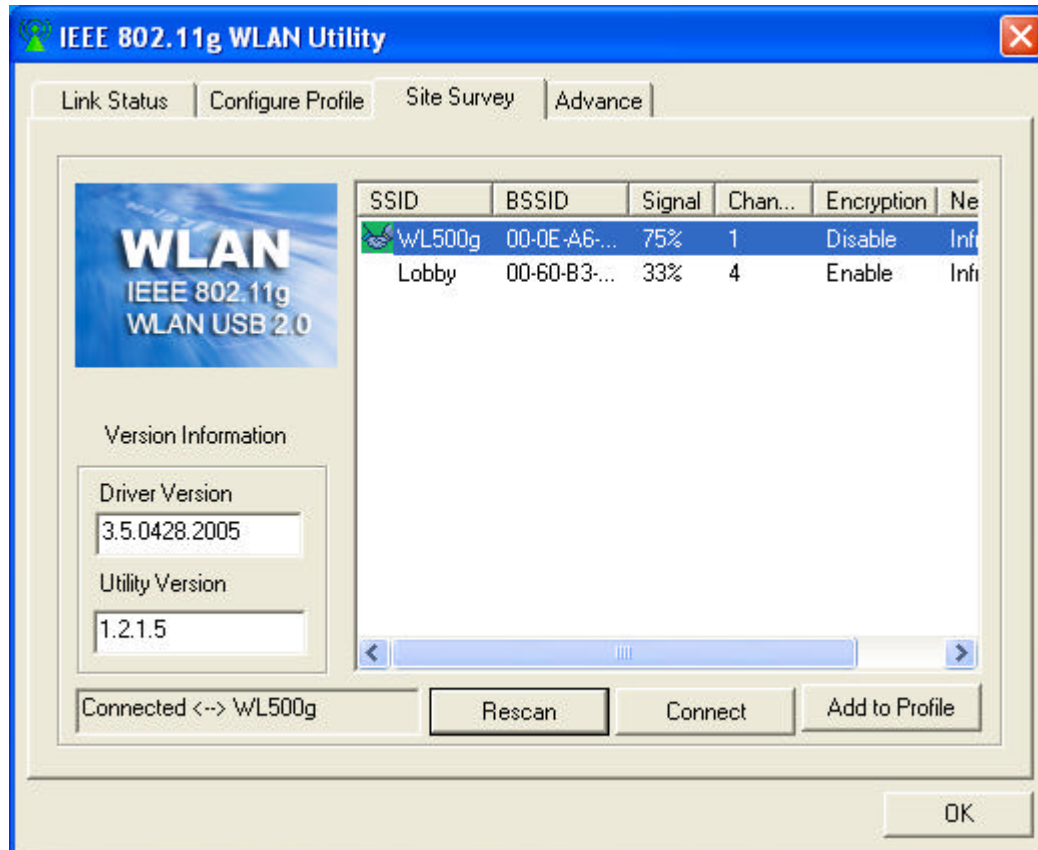 IEEE 802.11g WLAN Utility
Link Status Configure Profile Site Survey Advance
WLAN
IEEE 802.11g
WLAN USB 2.0
SSID BSSID Signal Chan... Encryption Ne
WL500g 00-0E-A6-... 75% 1 Disable Infr
Lobby 00-60-B3-... 33% 4 Enable Infr
Version Information
Driver Version
3.5.0428.2005
Utility Version
1.2.1.5
Connected <--> WL500g Rescan Connect Add to Profile
OK